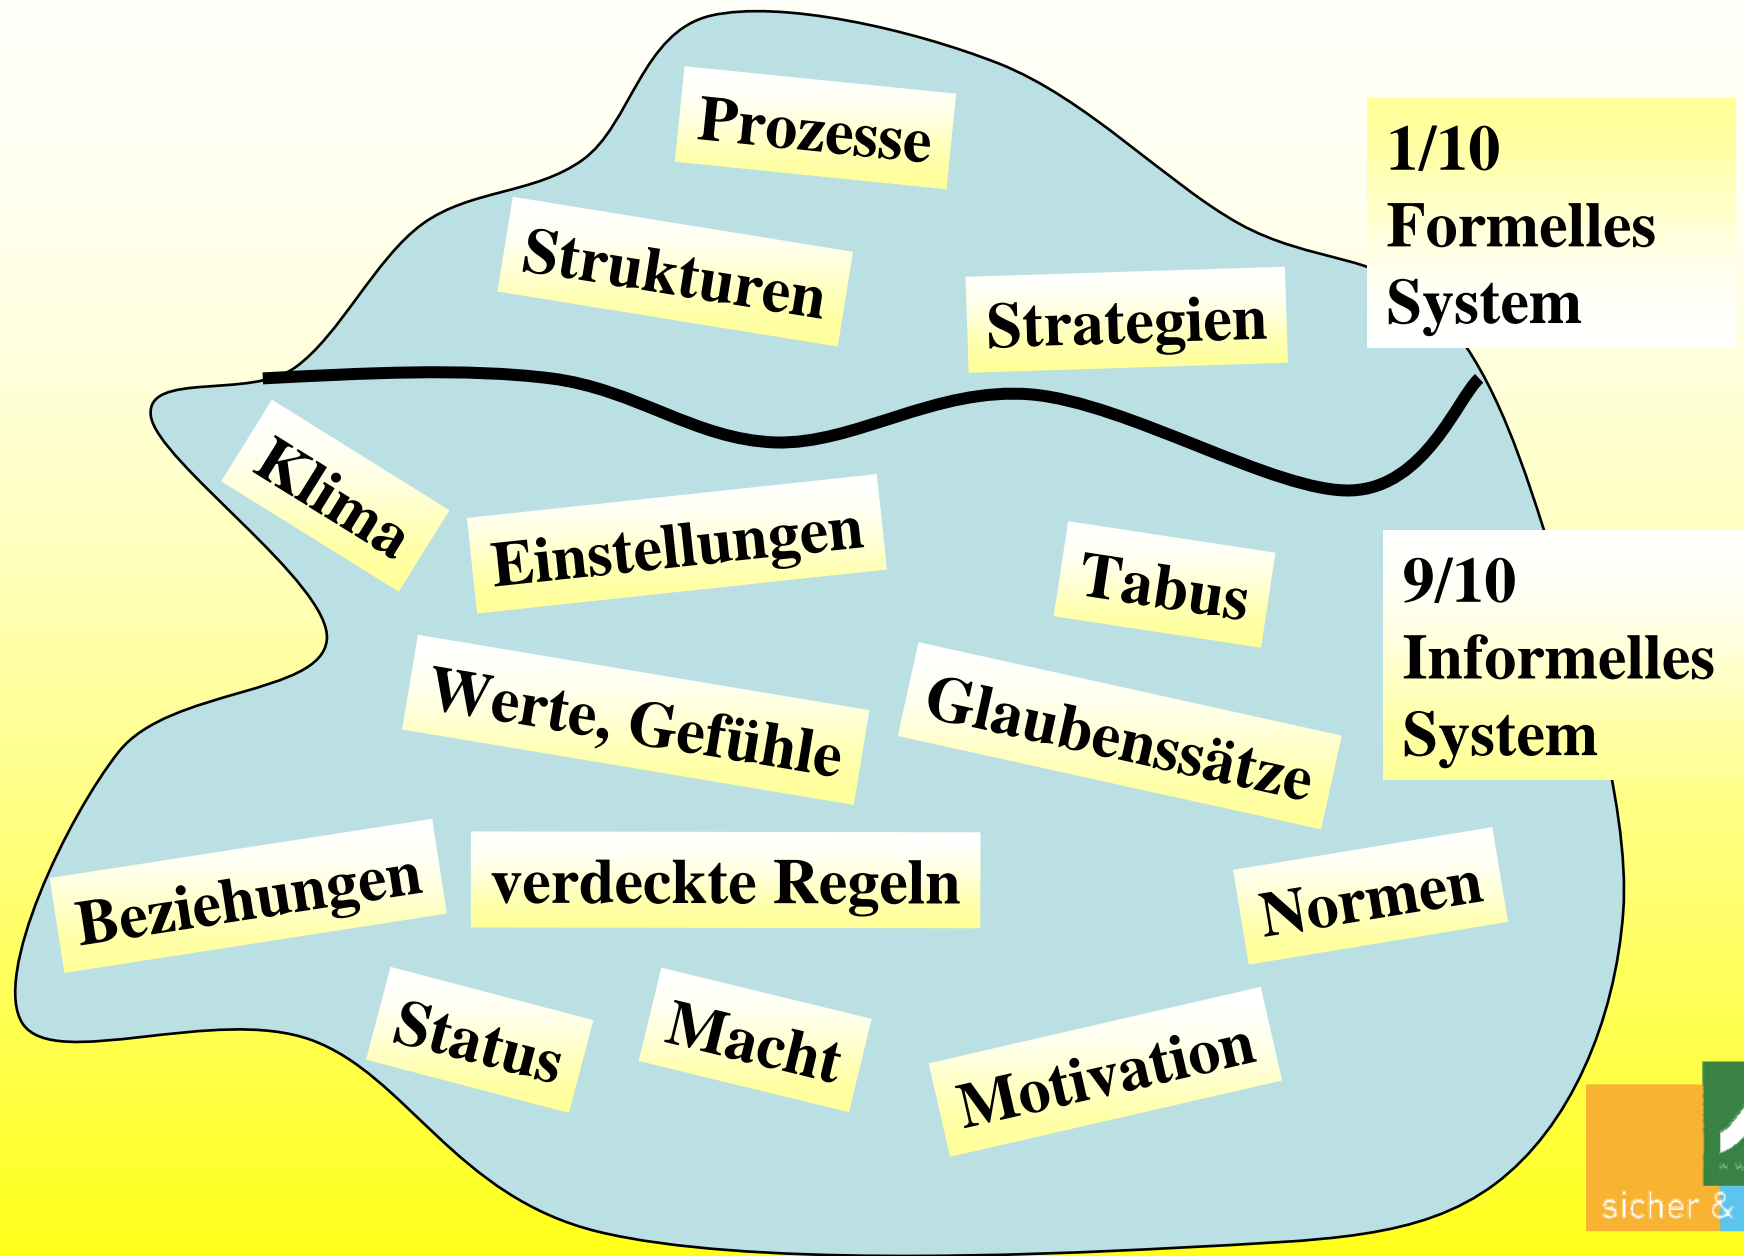 Prozesse
1/10
Formelles
System
Strukturen
Strategien
Klima
Einstellungen
Tabus
9/10
Informelles
System
Werte, Gefühle
Glaubenssätze
Beziehungen
verdeckte Regeln
Normen
Status
Macht
Motivation
sicher &